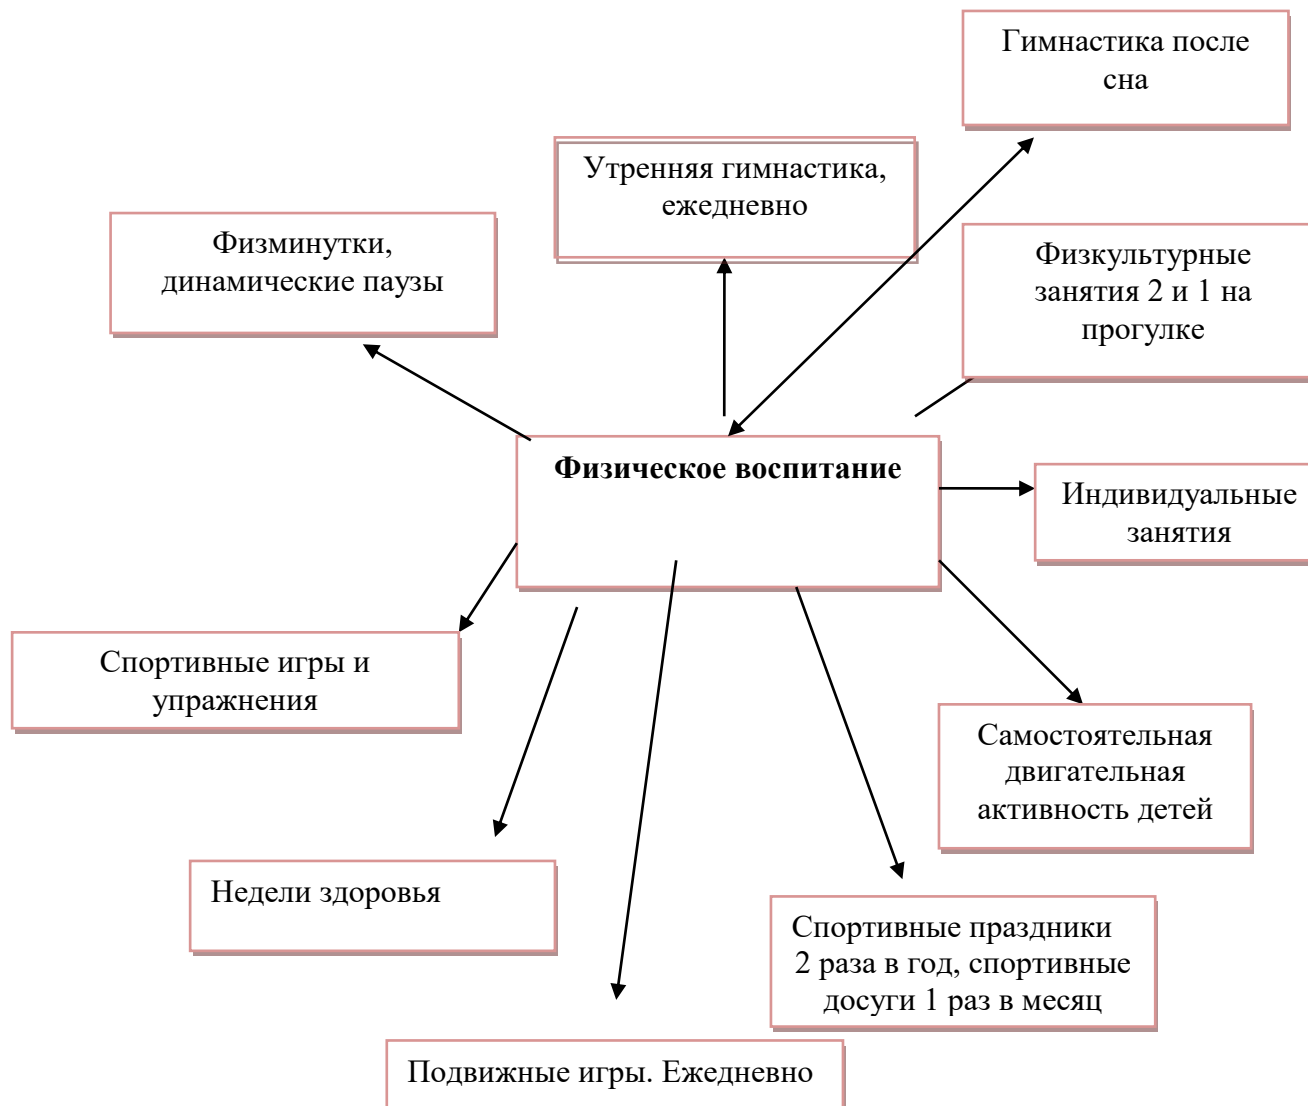 Гимнастика после
сна
Утренняя гимнастика,
ежедневно
Физминутки,
динамические паузы
Физкультурные
занятия 2 и 1 на
прогулке
Физическое воспитание
Индивидуальные
занятия
Спортивные игры и
упражнения
Самостоятельная
двигательная
активность детей
Недели здоровья
Спортивные праздники
2 раза в год, спортивные
досуги 1 раз в месяц
Подвижные игры. Ежедневно